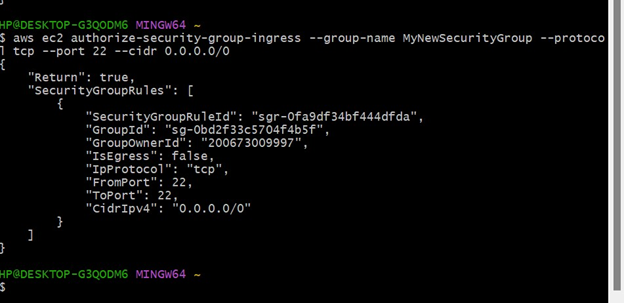 }
HP@DESKTOP-G3QODM6 MINGW64 ~
$ aws ec2 authorize-security-group-ingress --group-name MyNewSecurityGroup --protoco
l tcp --port 22 --cidr 0.0.0.0/0
{
    "Return": true,
    "SecurityGroupRules": [
        {
            "SecurityGroupRuleId": "sgr-0fa9df34bf444dfda",
            "GroupId": "sg-0bd2f33c5704f4b5f",
            "GroupOwnerId": "200673009997",
            "IsEgress": false,
            "IpProtocol": "tcp",
            "FromPort": 22,
            "ToPort": 22,
            "CidrIpv4": "0.0.0.0/0"
        }
    ]
}
HP@DESKTOP-G3QODM6 MINGW64 ~
$